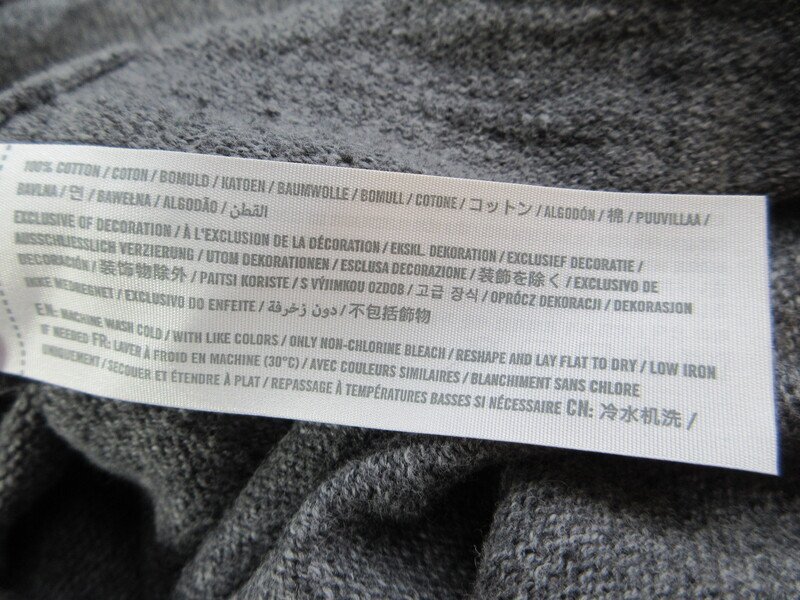 100% COTTON / COTON / BOMULD / KATOEN / BAUMWOLLE / BOMULL / COTONE / コットン / ALGODÓN / 棉 / PUUVILLAA /
BAVLNA / 면 / BAWEŁNA / ALGODÃO / القطن
EXCLUSIVE OF DECORATION / À L'EXCLUSION DE LA DÉCORATION / EKSKL. DEKORATION / EXCLUSIEF DECORATIE /
AUSSCHLIESSLICH VERZIERUNG / UTOM DEKORATIONEN / ESCLUSA DECORAZIONE / 装飾を除く / EXCLUSIVO DE
DECORACIÓN / 装饰物除外 / PAITSI KORISTE / S VÝJIMKOU OZDOB / 고급 장식 / OPRÓCZ DEKORACJI / DEKORASJON
IKKE MEDREGNET / EXCLUSIVO DO ENFEITE / دون زخرفة / 不包括飾物
EN: MACHINE WASH COLD / WITH LIKE COLORS / ONLY NON-CHLORINE BLEACH / RESHAPE AND LAY FLAT TO DRY / LOW IRON
IF NEEDED FR: LAVER À FROID EN MACHINE (30°C) / AVEC COULEURS SIMILAIRES / BLANCHIMENT SANS CHLORE
UNIQUEMENT / SECOUER ET ÉTENDRE À PLAT / REPASSAGE À TEMPÉRATURES BASSES SI NÉCESSAIRE CN: 冷水机洗 /